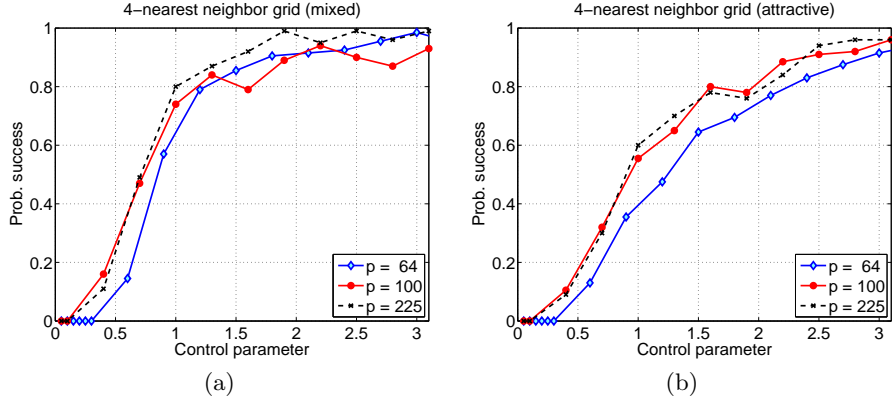 4−nearest neighbor grid (mixed)
1
0.8
0.6
0.4
0.2
0
Prob. success
0 0.5 1 1.5 2 2.5 3
Control parameter
p = 64
p = 100
p = 225
(a)
4−nearest neighbor grid (attractive)
1
0.8
0.6
0.4
0.2
0
Prob. success
0 0.5 1 1.5 2 2.5 3
Control parameter
p = 64
p = 100
p = 225
(b)